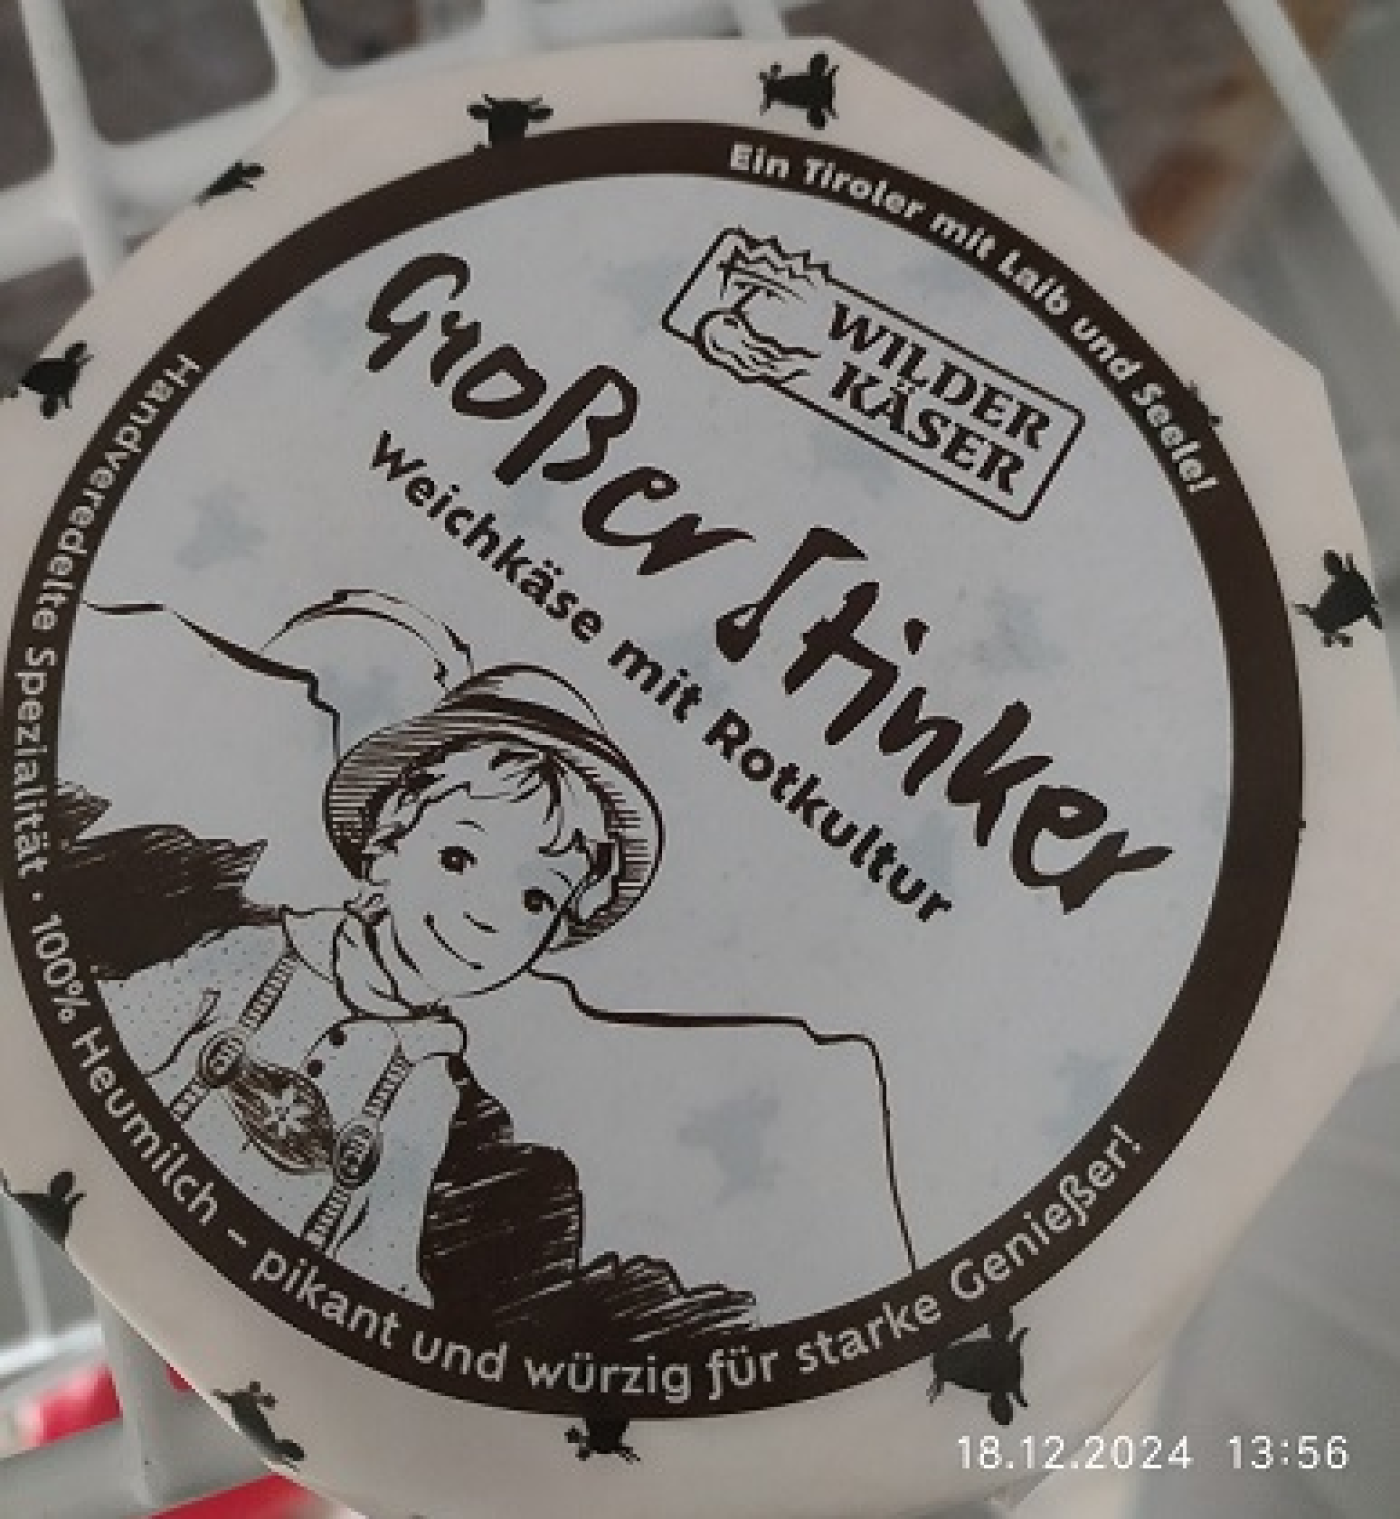 Ein Tiroler mit Laib und Seele!
WILDER
KÄSER
Großer Stinker
Weichkäse mit Rotkultur
Handveredelte Spezialität · 100% Heumilch – pikant und würzig für starke Genießer!
18.12.2024 13:56